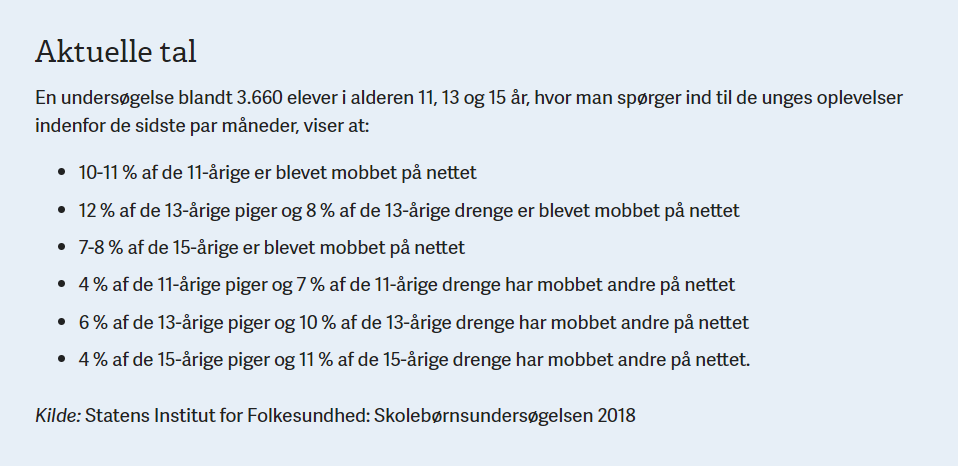 Aktuelle tal
En undersøgelse blandt 3.660 elever i alderen 11, 13 og 15 år, hvor man spørger ind til de unges oplevelser
indenfor de sidste par måneder, viser at:
• 10-11 % af de 11-årige er blevet mobbet på nettet
• 12 % af de 13-årige piger og 8 % af de 13-årige drenge er blevet mobbet på nettet
• 7-8 % af de 15-årige er blevet mobbet på nettet
• 4 % af de 11-årige piger og 7 % af de 11-årige drenge har mobbet andre på nettet
• 6 % af de 13-årige piger og 10 % af de 13-årige drenge har mobbet andre på nettet
• 4 % af de 15-årige piger og 11 % af de 15-årige drenge har mobbet andre på nettet.
Kilde: Statens Institut for Folkesundhed: Skolebørnsundersøgelsen 2018